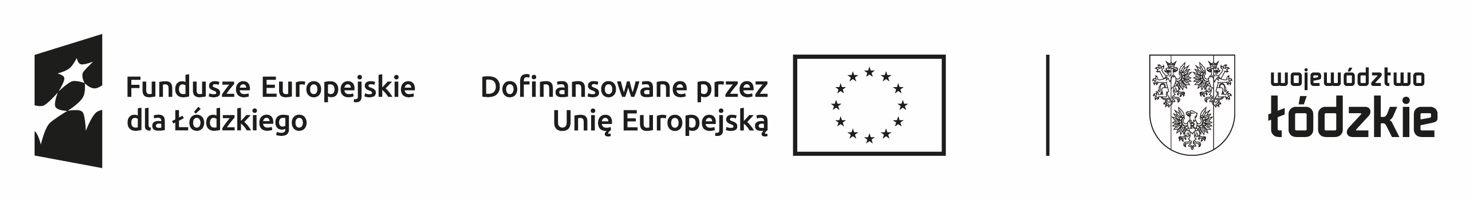 Fundusze Europejskie
dla Łódzkiego
Dofinansowane przez
Unię Europejską
województwo
łódzkie